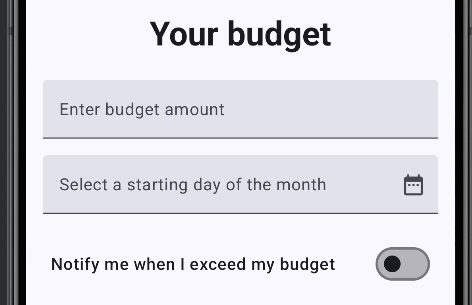 Your budget
Enter budget amount
Select a starting day of the month
Notify me when I exceed my budget